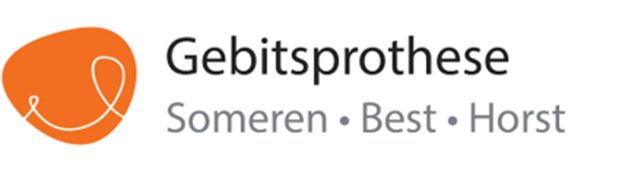 Gebitsprothese
Someren • Best • Horst